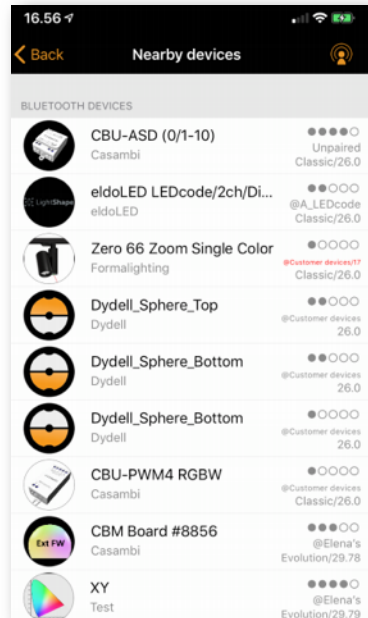 16.56
Back
Nearby devices
BLUETOOTH DEVICES
CBU-ASD (0/1-10)
Casambi
Unpaired
Classic/26.0
LightShape
eldoLED LEDcode/2ch/Di...
eldoLED
@A_LEDcode
Classic/26.0
Zero 66 Zoom Single Color
Formalighting
@Customer devices/17
Classic/26.0
Dydell_Sphere_Top
Dydell
@Customer devices
26.0
Dydell_Sphere_Bottom
Dydell
@Customer devices
26.0
Dydell_Sphere_Bottom
Dydell
@Customer devices
26.0
CBU-PWM4 RGBW
Casambi
@Customer devices
Classic/26.0
Ext FW
CBM Board #8856
Casambi
@Elena's
Evolution/29.78
XY
Test
@Elena's
Evolution/29.79